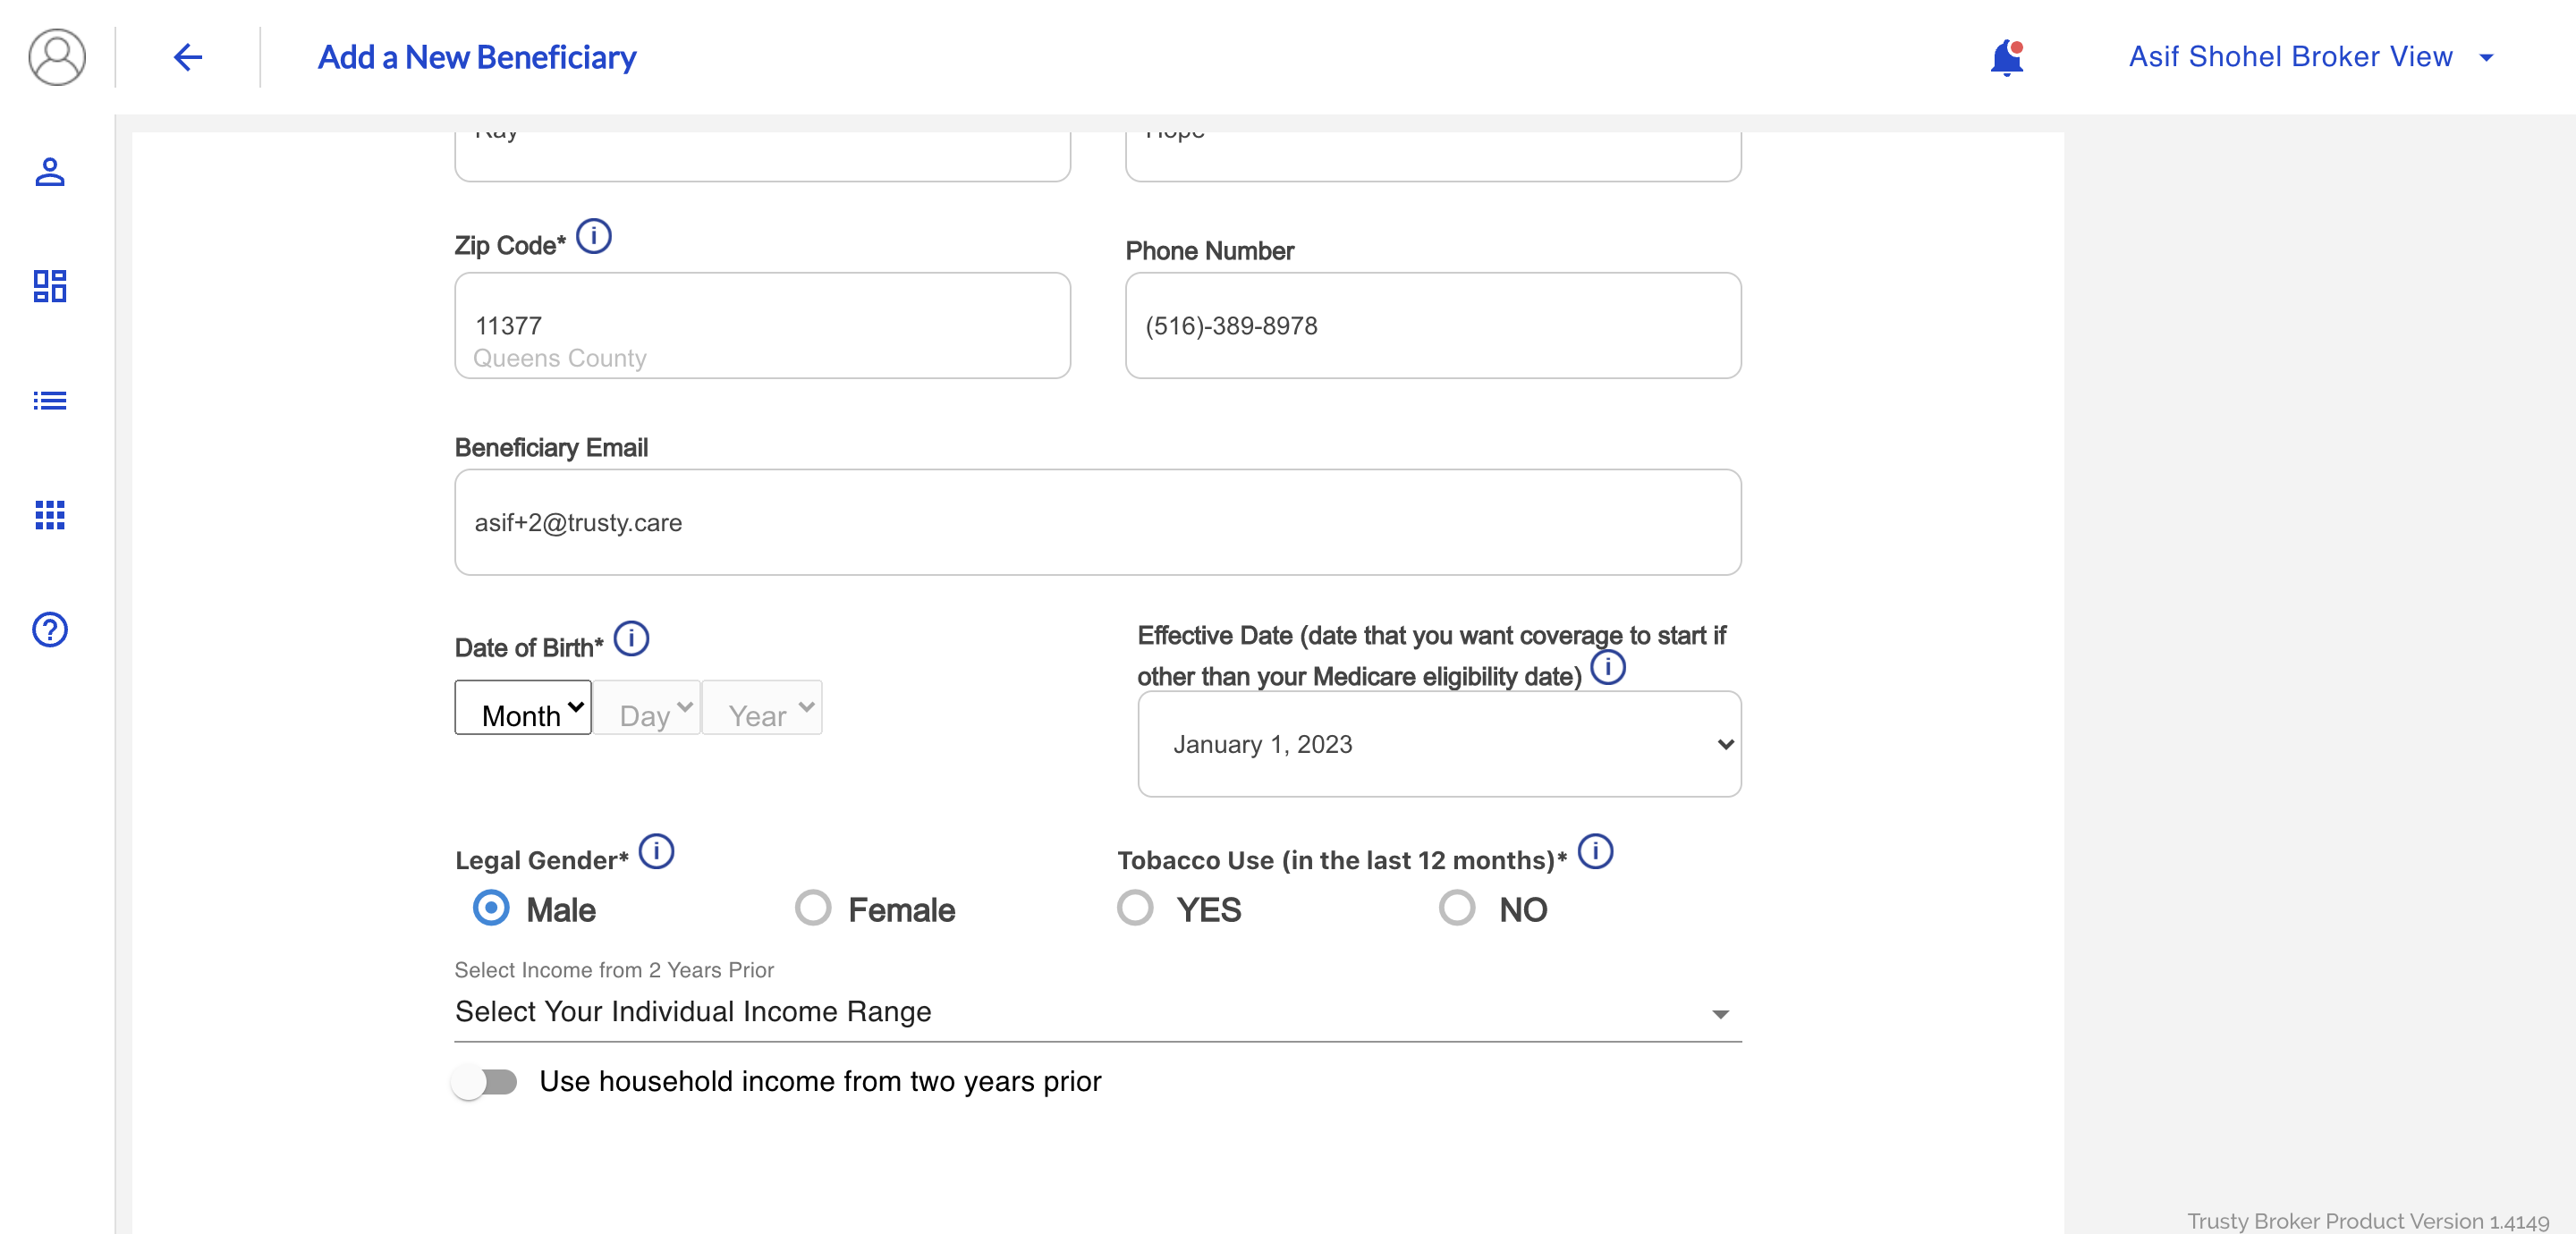 Add a New Beneficiary
Asif Shohel Broker View
Ray
Hope
Zip Code*
Phone Number
11377
Queens County
(516)-389-8978
Beneficiary Email
asif+2@trusty.care
Date of Birth*
Effective Date (date that you want coverage to start if
other than your Medicare eligibility date)
Month
Day
Year
January 1, 2023
Legal Gender*
Tobacco Use (in the last 12 months)*
Male
Female
YES
NO
Select Income from 2 Years Prior
Select Your Individual Income Range
Use household income from two years prior
Trusty Broker Product Version 1.4149